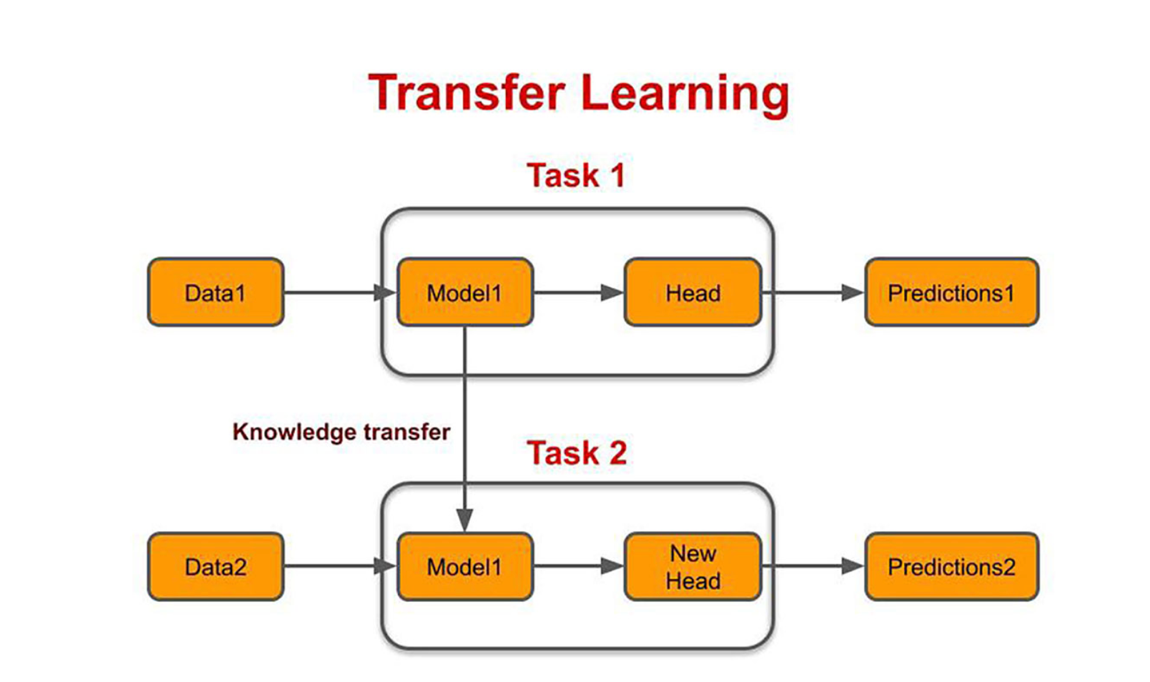 Transfer Learning
Task 1
Data1
Model1
Head
Predictions1
Knowledge transfer
Task 2
Data2
Model1
New
Head
Predictions2